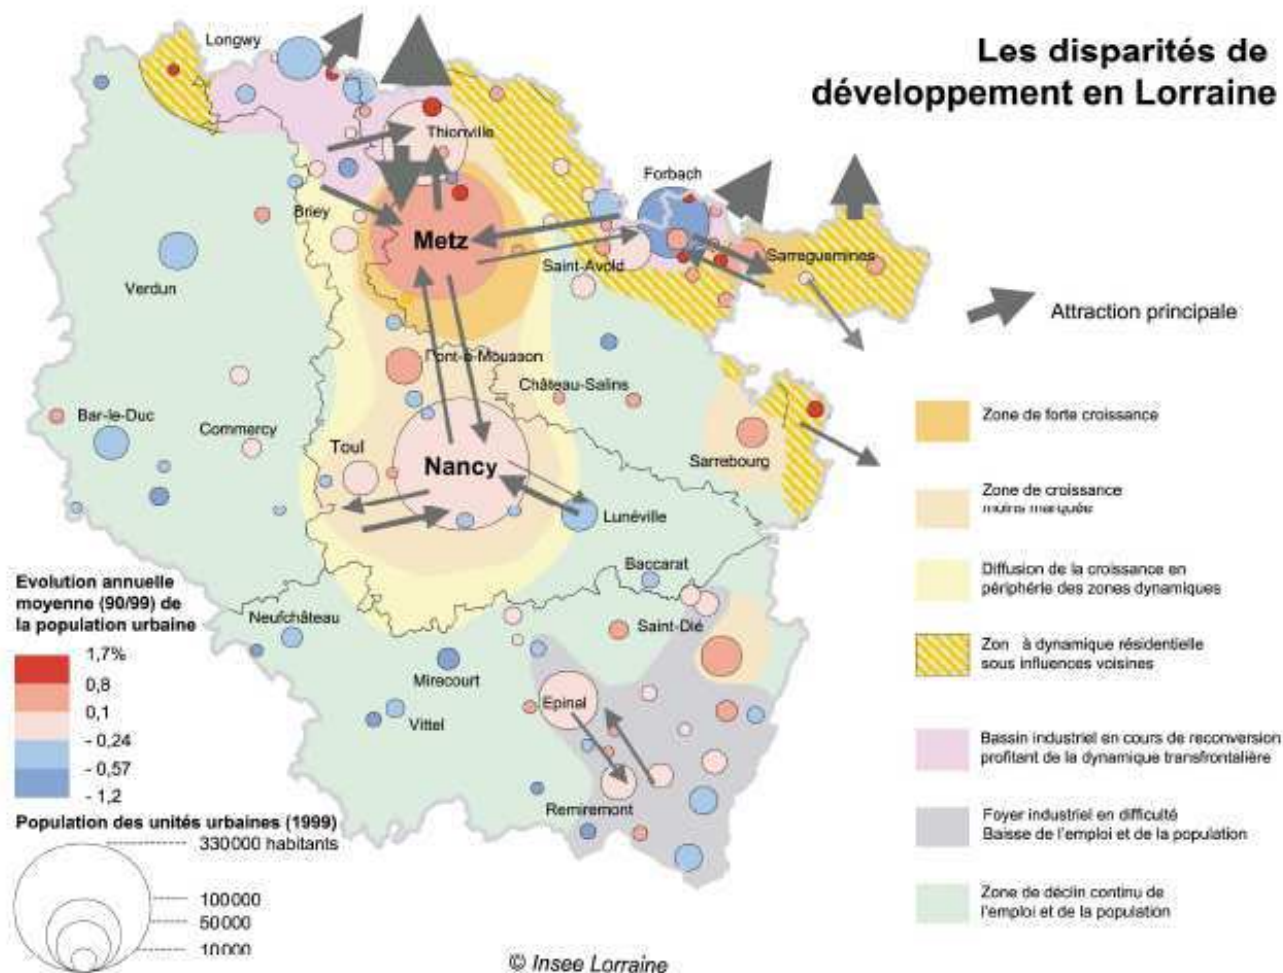 Les disparités de
développement en Lorraine
Longwy
Thionville
Forbach
Briey
Metz
Saint-Avold
Sarreguemines
Verdun
Attraction principale
Pont-à-Mousson
Château-Salins
Bar-le-Duc
Commercy
Toul
Nancy
Sarrebourg
Lunéville
Baccarat
Neufchâteau
Saint-Dié
Mirecourt
Epinal
Vittel
Remiremont
Zone de forte croissance
Zone de croissance
moins marquée
Diffusion de la croissance en
périphérie des zones dynamiques
Zon à dynamique résidentielle
sous influences voisines
Bassin industriel en cours de reconversion
profitant de la dynamique transfrontalière
Foyer industriel en difficulté
Baisse de l'emploi et de la population
Zone de déclin continu de
l'emploi et de la population
Evolution annuelle
moyenne (90/99) de
la population urbaine
1,7%
0,8
0,1
- 0,24
- 0,57
- 1,2
Population des unités urbaines (1999)
330000 habitants
100000
50000
10000
© Insee Lorraine